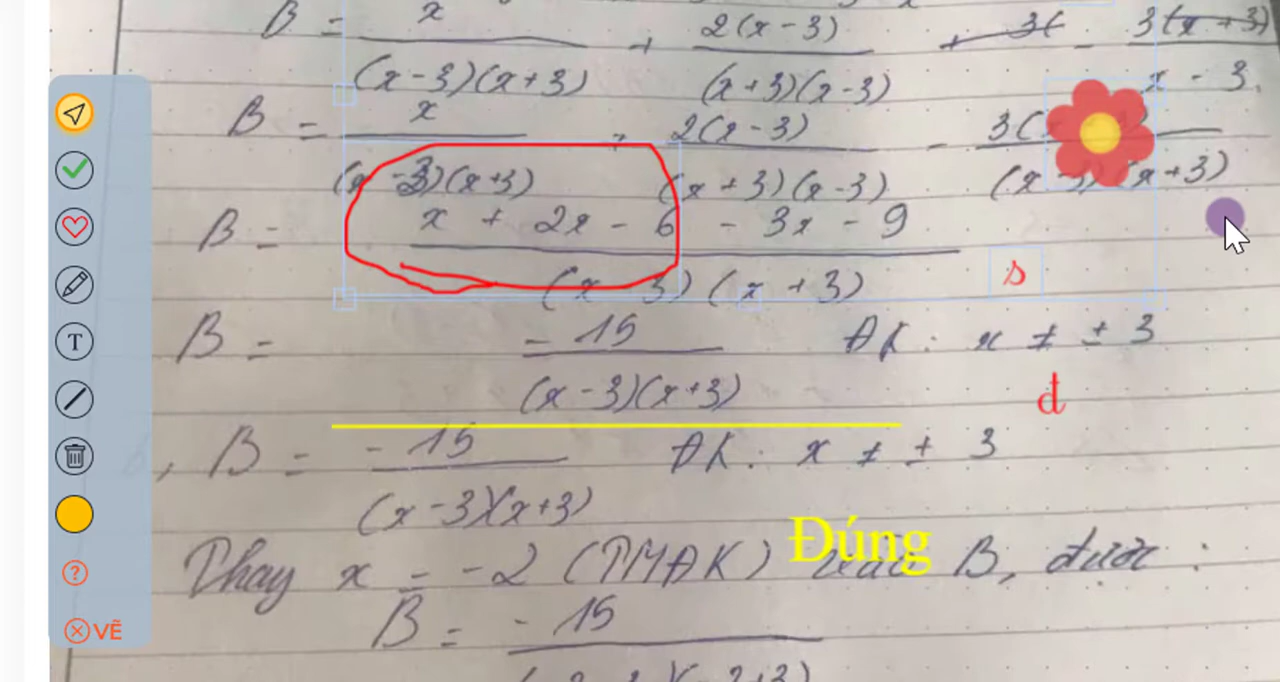 B = x / (x-3)(x+3) + 2(x-3) / (x+3)(x-3) - 3(x+3) / x-3
B = x / (x-3)(x+3) + 2(x-3) / (x+3)(x-3) - 3( / (x-3)(x+3)
B = x + 2x - 6 - 3x - 9 / (x-3)(x+3)
s
B = -15 / (x-3)(x+3) ĐK: x ≠ ± 3
đ
B = -15 / (x-3)(x+3) ĐK: x ≠ ± 3
Đúng
Thay x = -2 (TMĐK) B, được:
B = -15
T
?
VẼ